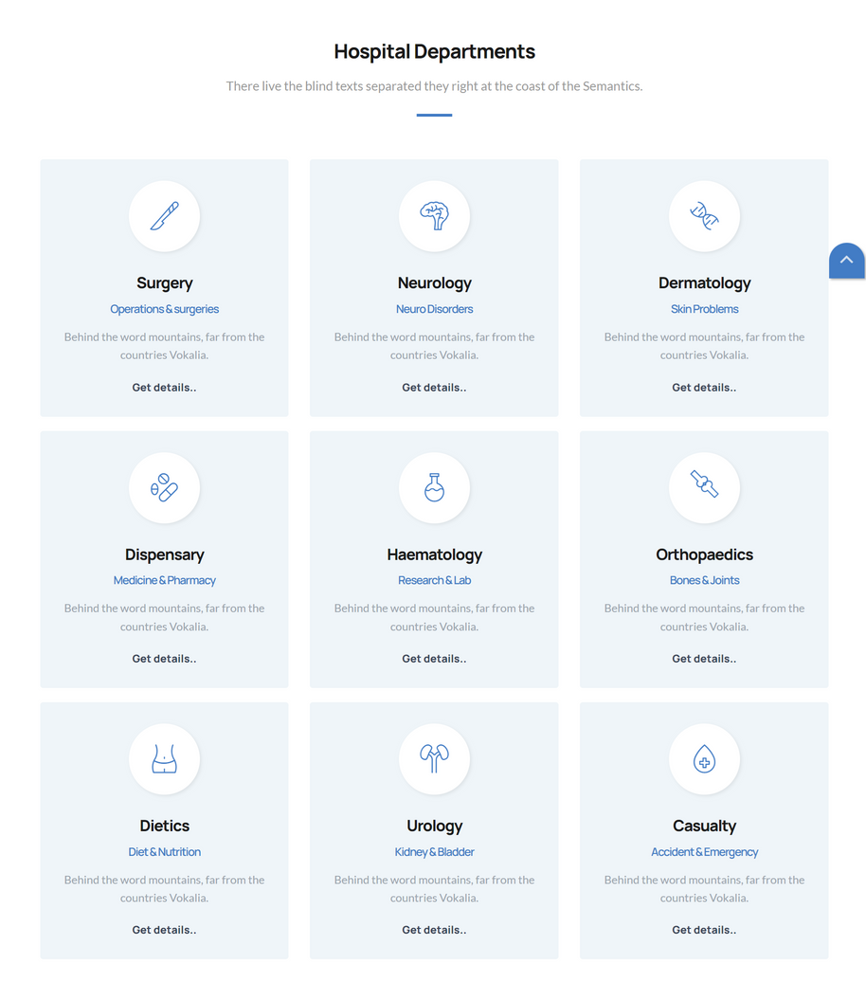 Hospital Departments
There live the blind texts separated they right at the coast of the Semantics.
Surgery
Operations & surgeries
Behind the word mountains, far from the
countries Vokalia.
Get details..
Neurology
Neuro Disorders
Behind the word mountains, far from the
countries Vokalia.
Get details..
Dermatology
Skin Problems
Behind the word mountains, far from the
countries Vokalia.
Get details..
Dispensary
Medicine & Pharmacy
Behind the word mountains, far from the
countries Vokalia.
Get details..
Haematology
Research & Lab
Behind the word mountains, far from the
countries Vokalia.
Get details..
Orthopaedics
Bones & Joints
Behind the word mountains, far from the
countries Vokalia.
Get details..
Dietics
Diet & Nutrition
Behind the word mountains, far from the
countries Vokalia.
Get details..
Urology
Kidney & Bladder
Behind the word mountains, far from the
countries Vokalia.
Get details..
Casualty
Accident & Emergency
Behind the word mountains, far from the
countries Vokalia.
Get details..